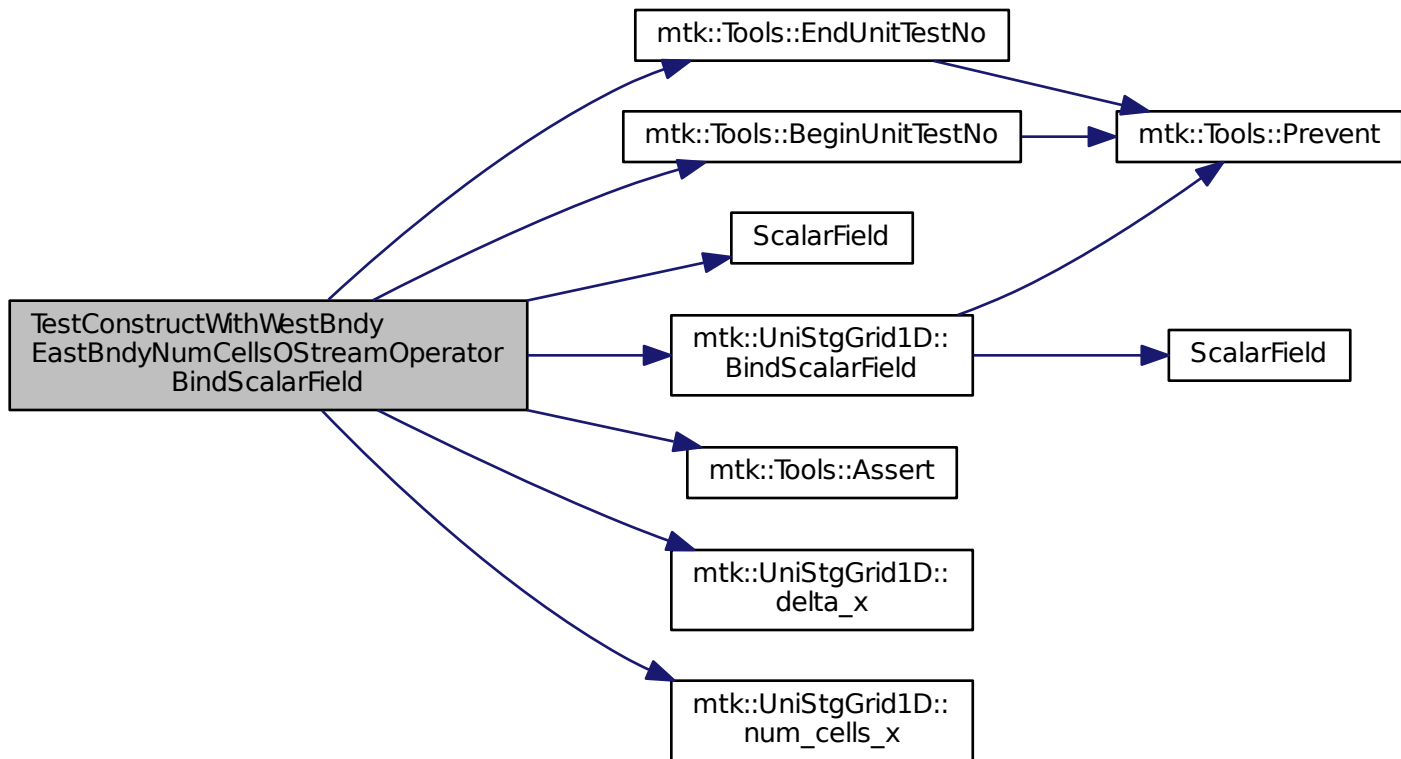 mtk::Tools::EndUnitTestNo
mtk::Tools::BeginUnitTestNo
mtk::Tools::Prevent
ScalarField
TestConstructWithWestBndy
EastBndyNumCellsOStreamOperator
BindScalarField
mtk::UniStgGrid1D::
BindScalarField
ScalarField
mtk::Tools::Assert
mtk::UniStgGrid1D::
delta_x
mtk::UniStgGrid1D::
num_cells_x